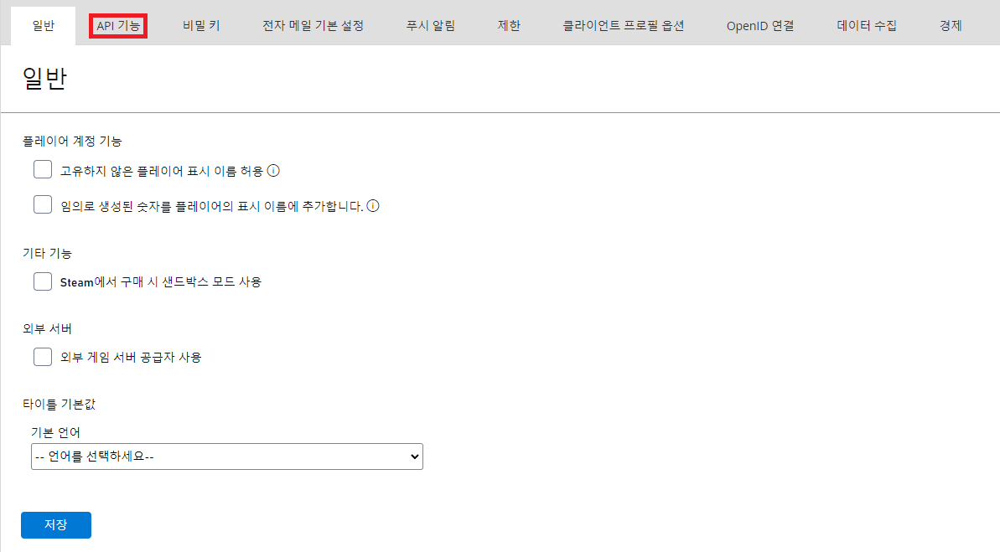 일반 API 기능 비밀 키 전자 메일 기본 설정 푸시 알림 제한 클라이언트 프로필 옵션 OpenID 연결 데이터 수집 경제
일반
플레이어 계정 기능
고유하지 않은 플레이어 표시 이름 허용
임의로 생성된 숫자를 플레이어의 표시 이름에 추가합니다.
기타 기능
Steam에서 구매 시 샌드박스 모드 사용
외부 서버
외부 게임 서버 공급자 사용
타이틀 기본값
기본 언어
-- 언어를 선택하세요--
저장